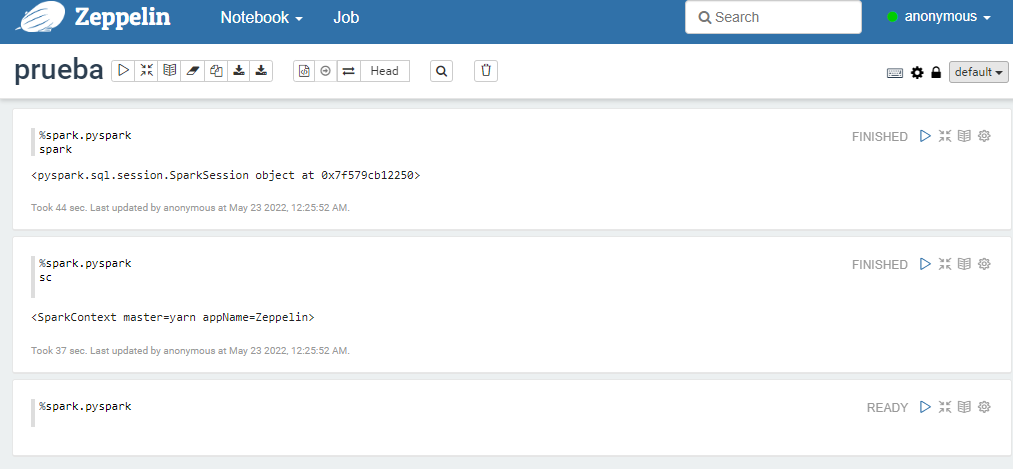 Zeppelin
Notebook
Job
Search
anonymous
prueba
Head
default
%spark.pyspark
spark
FINISHED
<pyspark.sql.session.SparkSession object at 0x7f579cb12250>
Took 44 sec. Last updated by anonymous at May 23 2022, 12:25:52 AM.
%spark.pyspark
sc
FINISHED
<SparkContext master=yarn appName=Zeppelin>
Took 37 sec. Last updated by anonymous at May 23 2022, 12:25:52 AM.
%spark.pyspark
READY